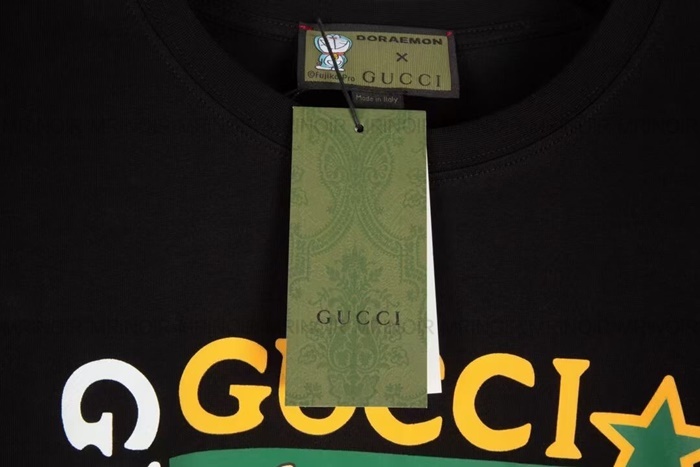 DORAEMON
×
©Fujiko-Pro GUCCI
Made in Italy
GUCCI
GUCCI